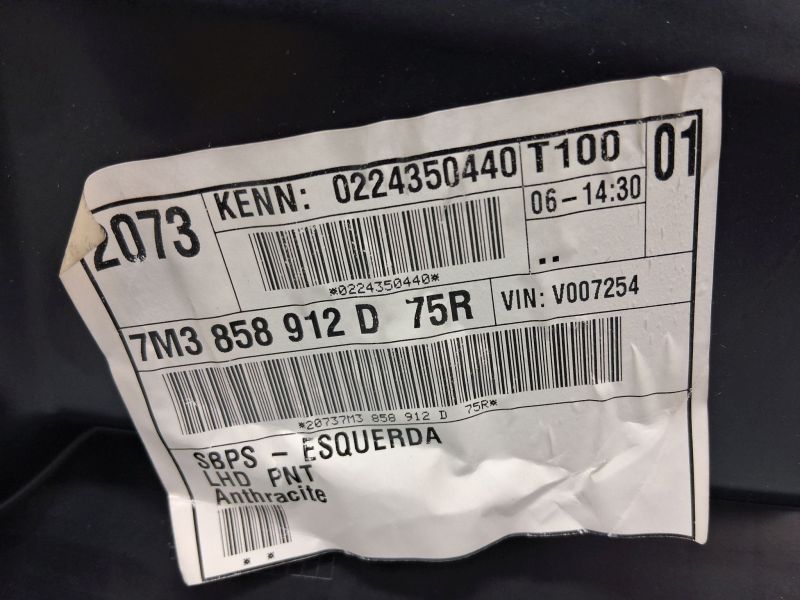 2073
KENN: 0224350440
T100
01
06-14:30
..
*0224350440*
7M3 858 912 D 75R
VIN: V007254
*20737M3 858 912 D 75R*
SBPS - ESQUERDA
LHD PNT
Anthracite
* *